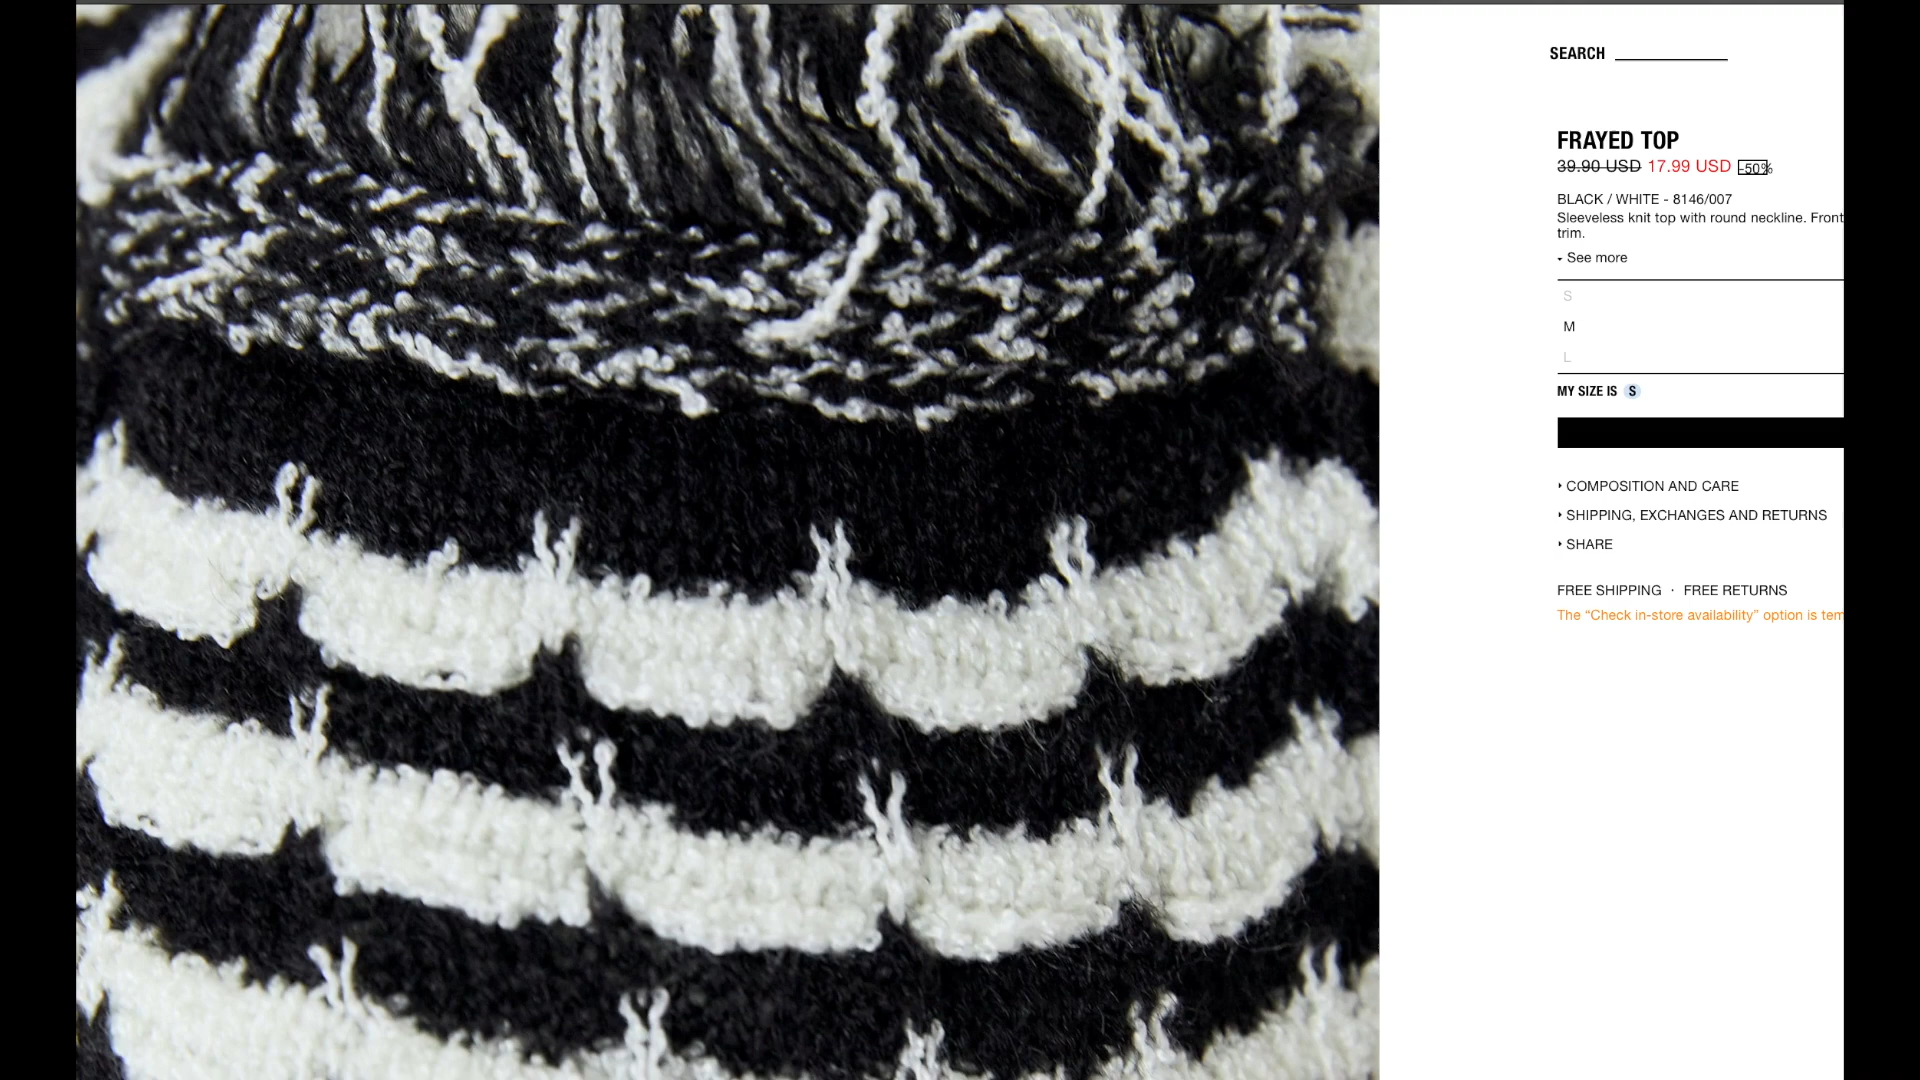 SEARCH
FRAYED TOP
39.90 USD 17.99 USD -50%
BLACK / WHITE - 8146/007
Sleeveless knit top with round neckline. Front
trim.
See more
S
M
L
MY SIZE IS S
COMPOSITION AND CARE
SHIPPING, EXCHANGES AND RETURNS
SHARE
FREE SHIPPING · FREE RETURNS
The “Check in-store availability” option is tem